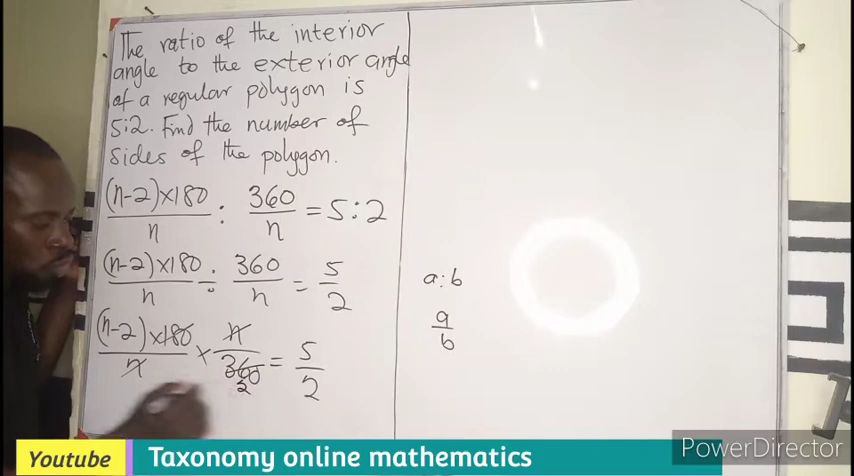 The ratio of the interior
angle to the exterior angle
of a regular polygon is
5:2. Find the number of
sides of the polygon.
(n-2)×180/n : 360/n = 5:2
(n-2)×180/n ÷ 360/n = 5/2
(n-2)×180/n × n/360 = 5/2
2
a:b
a/b
Youtube Taxonomy online mathematics
PowerDirector